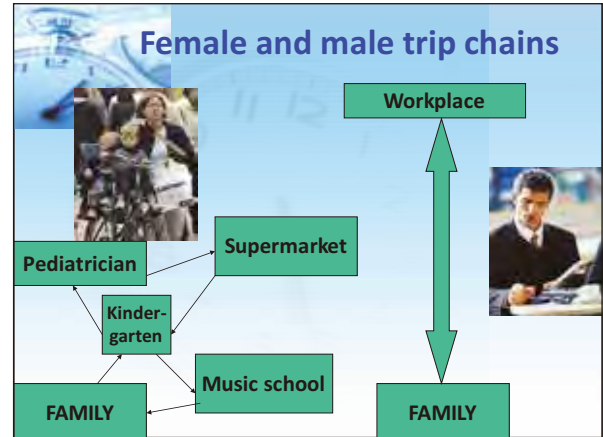 Female and male trip chains
Workplace
Supermarket
Pediatrician
Kinder-
garten
Music school
FAMILY
FAMILY